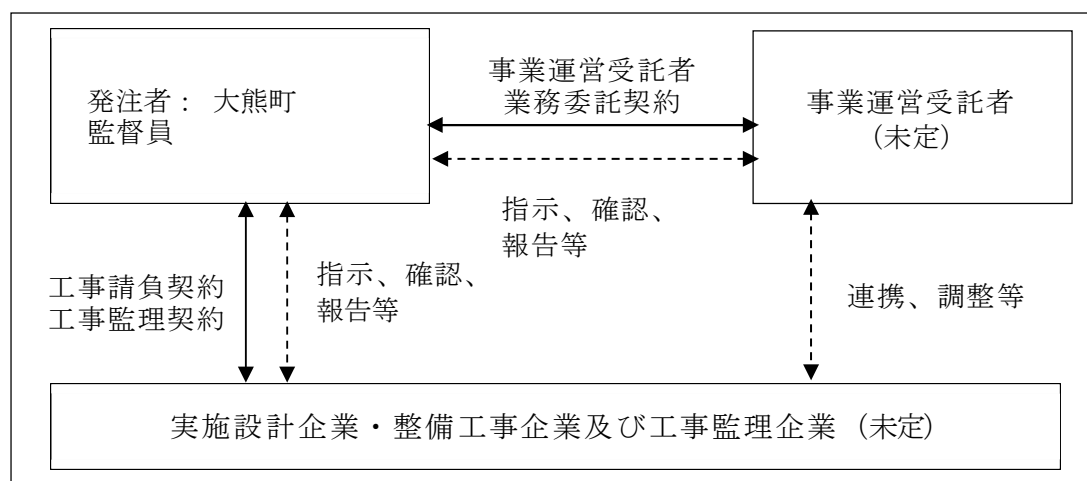 発注者： 大熊町
監督員
事業運営受託者
業務委託契約
事業運営受託者
(未定)
指示、確認、
報告等
工事請負契約
工事監理契約
指示、確認、
報告等
連携、調整等
実施設計企業・整備工事企業及び工事監理企業 (未定)